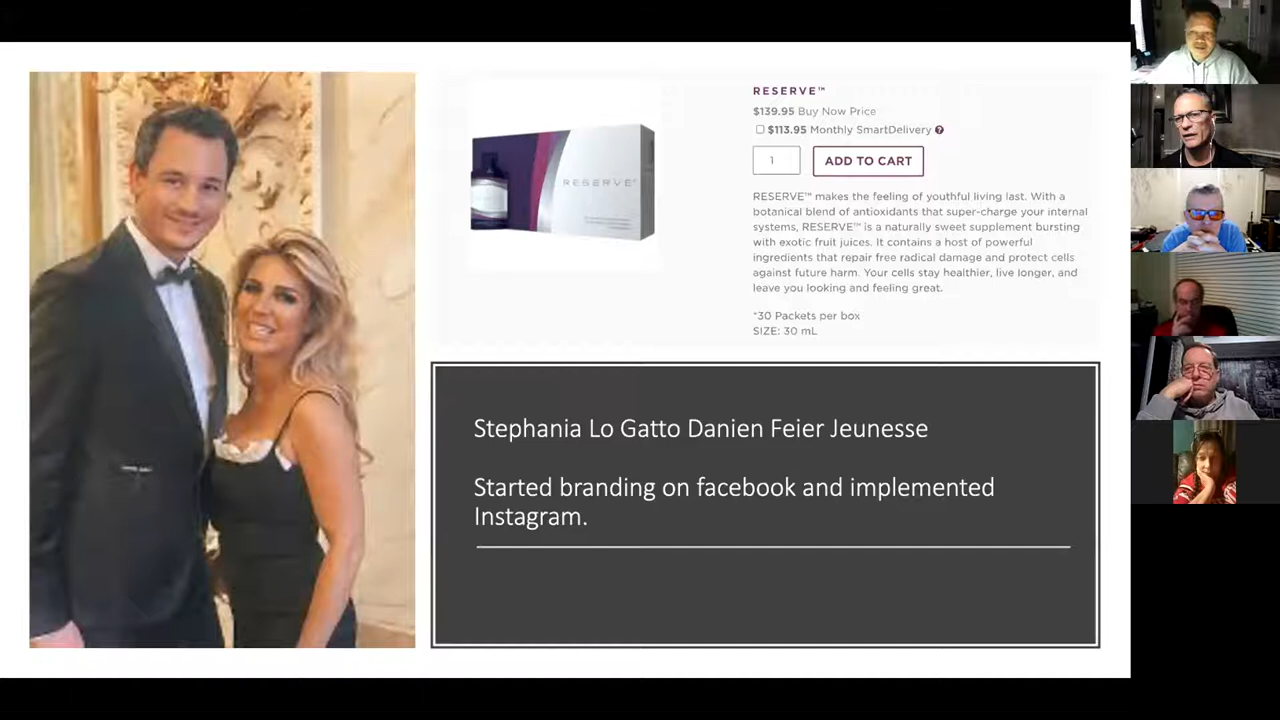 RESERVE™
$139.95 Buy Now Price
$113.95 Monthly SmartDelivery ?
1
ADD TO CART
RESERVE
RESERVE™ makes the feeling of youthful living last. With a
botanical blend of antioxidants that super-charge your internal
systems, RESERVE™ is a naturally sweet supplement bursting
with exotic fruit juices. It contains a host of powerful
ingredients that repair free radical damage and protect cells
against future harm. Your cells stay healthier, live longer, and
leave you looking and feeling great.
*30 Packets per box
SIZE: 30 mL
Stephania Lo Gatto Danien Feier Jeunesse
Started branding on facebook and implemented
Instagram.